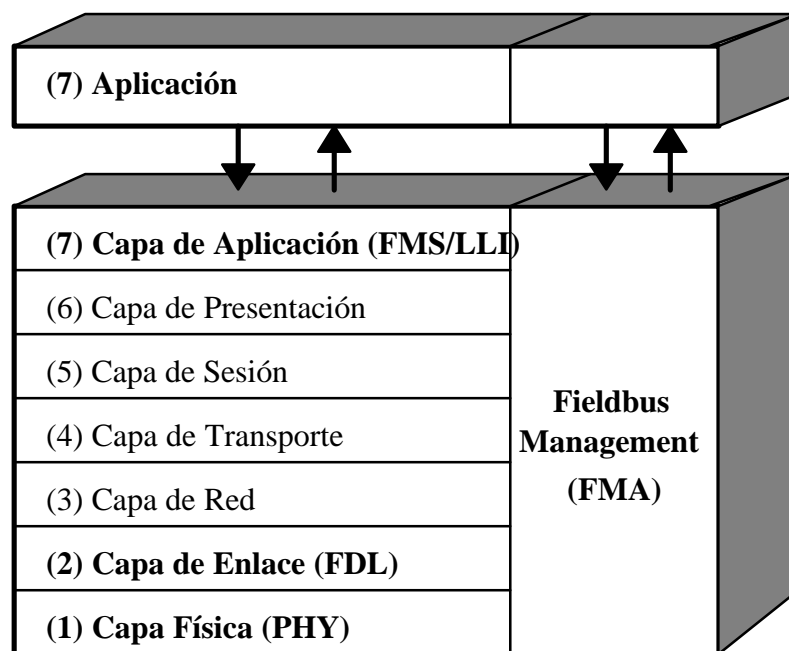 (7) Aplicación
(7) Capa de Aplicación (FMS/LLI)
(6) Capa de Presentación
(5) Capa de Sesión
(4) Capa de Transporte
(3) Capa de Red
(2) Capa de Enlace (FDL)
(1) Capa Física (PHY)
Fieldbus
Management
(FMA)